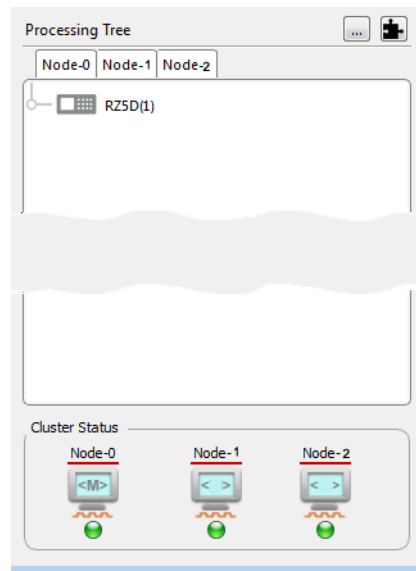 Processing Tree ...
Node-0 Node-1 Node-2
RZ5D(1)
Cluster Status
Node-0 Node-1 Node-2
<M> < > < >